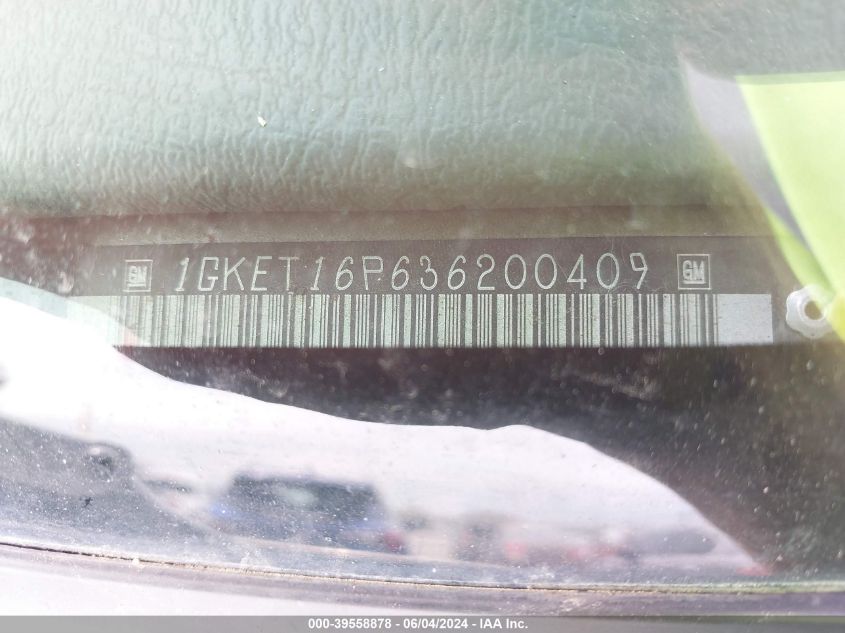 GM 1GKET16P636200409 GM
000-39558878 - 06/04/2024 - IAA Inc.